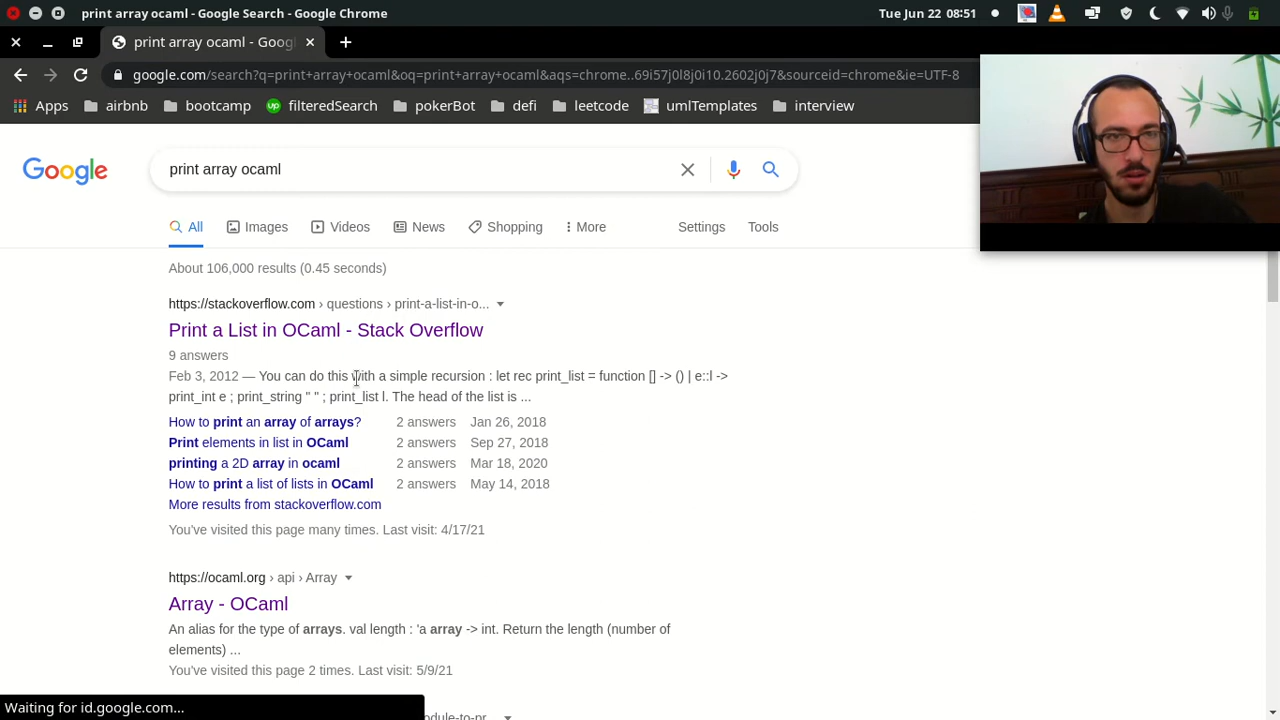 print array ocaml - Google Search - Google Chrome
Tue Jun 22 08:51
print array ocaml - Goog
google.com/search?q=print+array+ocaml&oq=print+array+ocaml&aqs=chrome..69i57j0l8j0i10.2602j0j7&sourceid=chrome&ie=UTF-8
Apps airbnb bootcamp up filteredSearch pokerBot defi leetcode umlTemplates interview
Google
print array ocaml
All Images Videos News Shopping More Settings Tools
About 106,000 results (0.45 seconds)
https://stackoverflow.com › questions › print-a-list-in-o...
Print a List in OCaml - Stack Overflow
9 answers
Feb 3, 2012 — You can do this with a simple recursion : let rec print_list = function [] -> () | e::l ->
print_int e ; print_string " " ; print_list l. The head of the list is ...
How to print an array of arrays? 2 answers Jan 26, 2018
Print elements in list in OCaml 2 answers Sep 27, 2018
printing a 2D array in ocaml 2 answers Mar 18, 2020
How to print a list of lists in OCaml 2 answers May 14, 2018
More results from stackoverflow.com
You've visited this page many times. Last visit: 4/17/21
https://ocaml.org › api › Array
Array - OCaml
An alias for the type of arrays. val length : 'a array -> int. Return the length (number of
elements) ...
You've visited this page 2 times. Last visit: 5/9/21
Waiting for id.google.com...